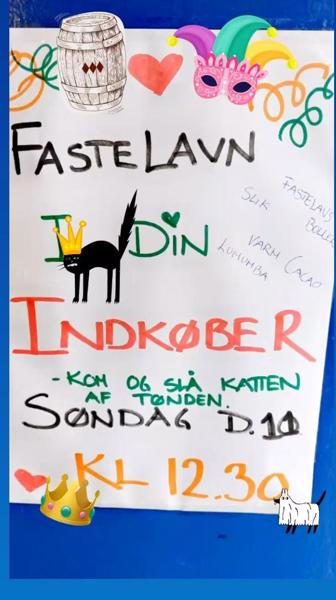 FASTELAVN
I DIN
INDKØBER
- KOM OG SLÅ KATTEN
AF TØNDEN.
SØNDAG D.11
KL 12.30
FASTELAVNS
BOLLER
SLIK
VARM CACAO
LUMUMBA